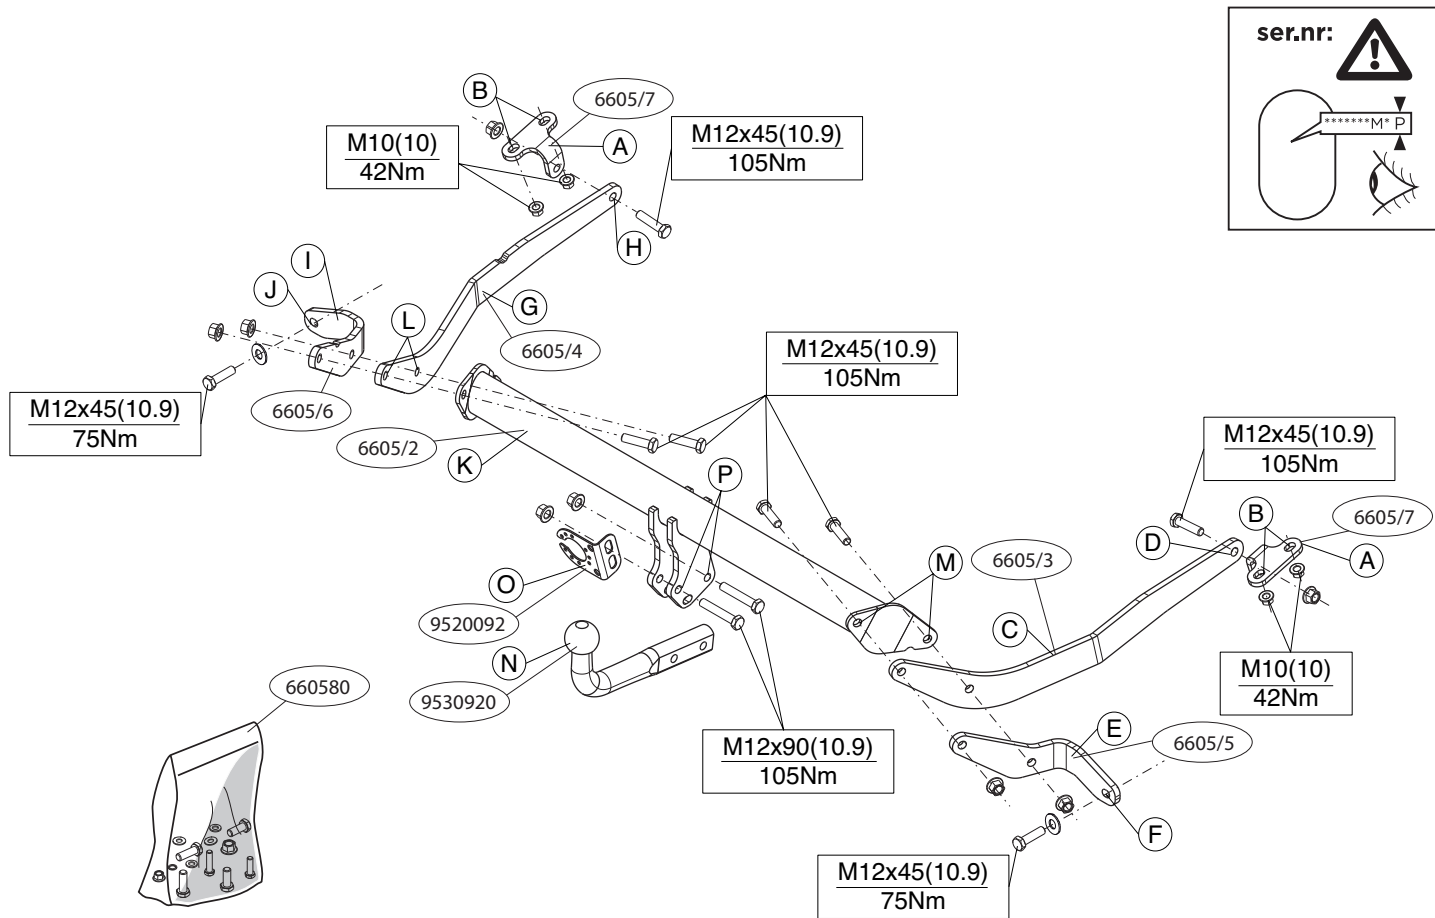 ser.nr:
*******M* P
B
6605/7
M10(10)
42Nm
A
M12x45(10.9)
105Nm
H
I
J
G
L
6605/4
M12x45(10.9)
105Nm
6605/6
M12x45(10.9)
75Nm
6605/2
K
P
M12x45(10.9)
105Nm
B
6605/7
D
A
O
M
6605/3
9520092
C
N
9530920
M10(10)
42Nm
660580
M12x90(10.9)
105Nm
E
6605/5
F
M12x45(10.9)
75Nm